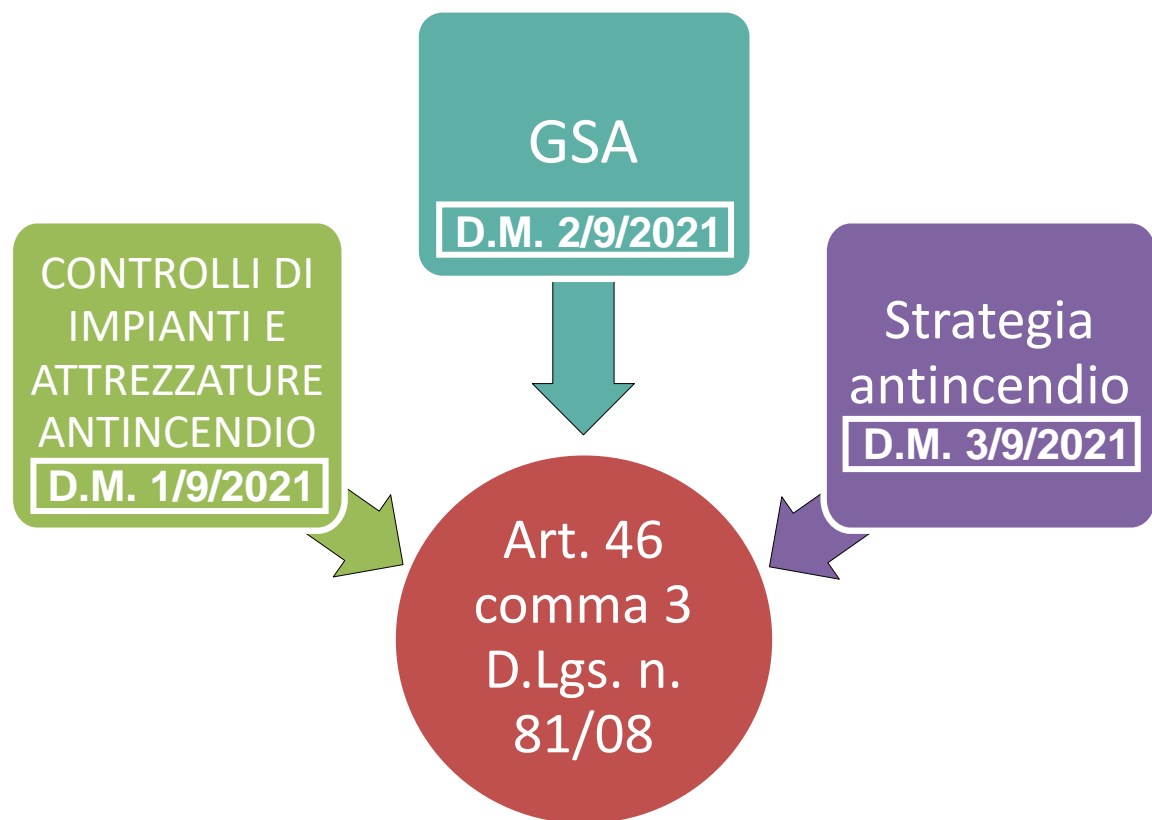 GSA
D.M. 2/9/2021
CONTROLLI DI
IMPIANTI E
ATTREZZATURE
ANTINCENDIO
D.M. 1/9/2021
Strategia
antincendio
D.M. 3/9/2021
Art. 46
comma 3
D.Lgs. n.
81/08